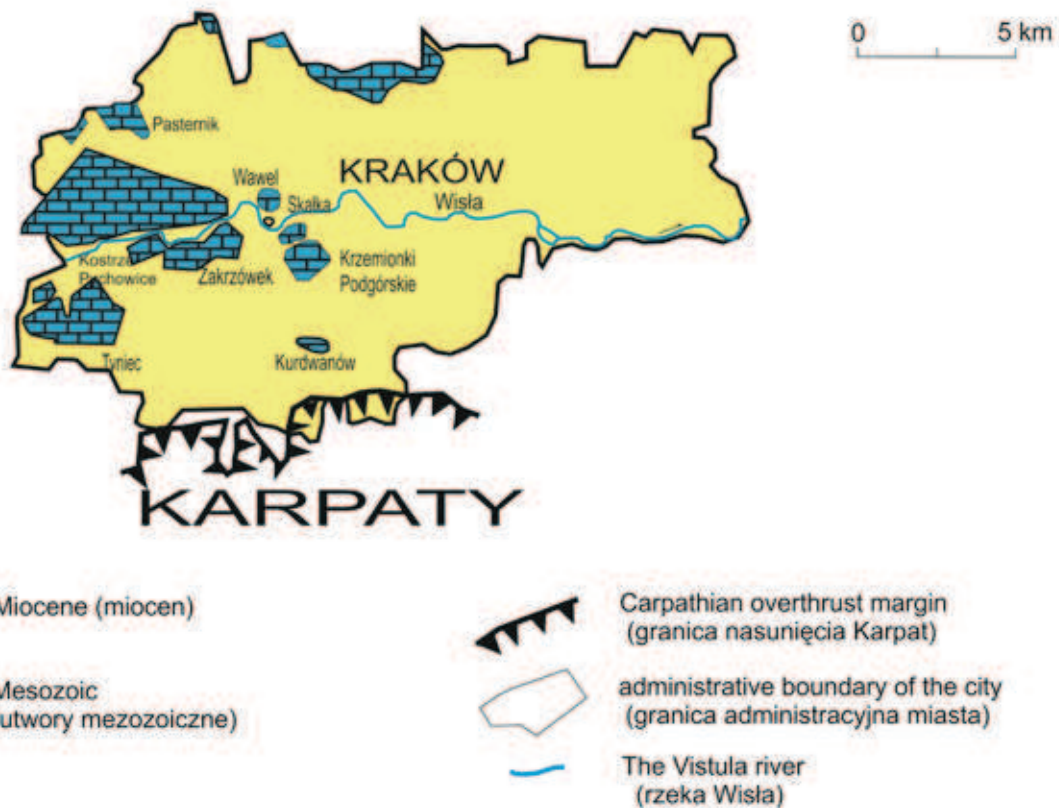 0 5 km
Pasternik
KRAKÓW
Wawel
Wisła
Skałka
Kostrze
Pychowice
Zakrzówek
Krzemionki
Podgórskie
Tyniec
Kurdwanów
KARPATY
Miocene (miocen)
Mesozoic
utwory mezozoiczne)
Carpathian overthrust margin
(granica nasunięcia Karpat)
administrative boundary of the city
(granica administracyjna miasta)
The Vistula river
(rzeka Wisła)